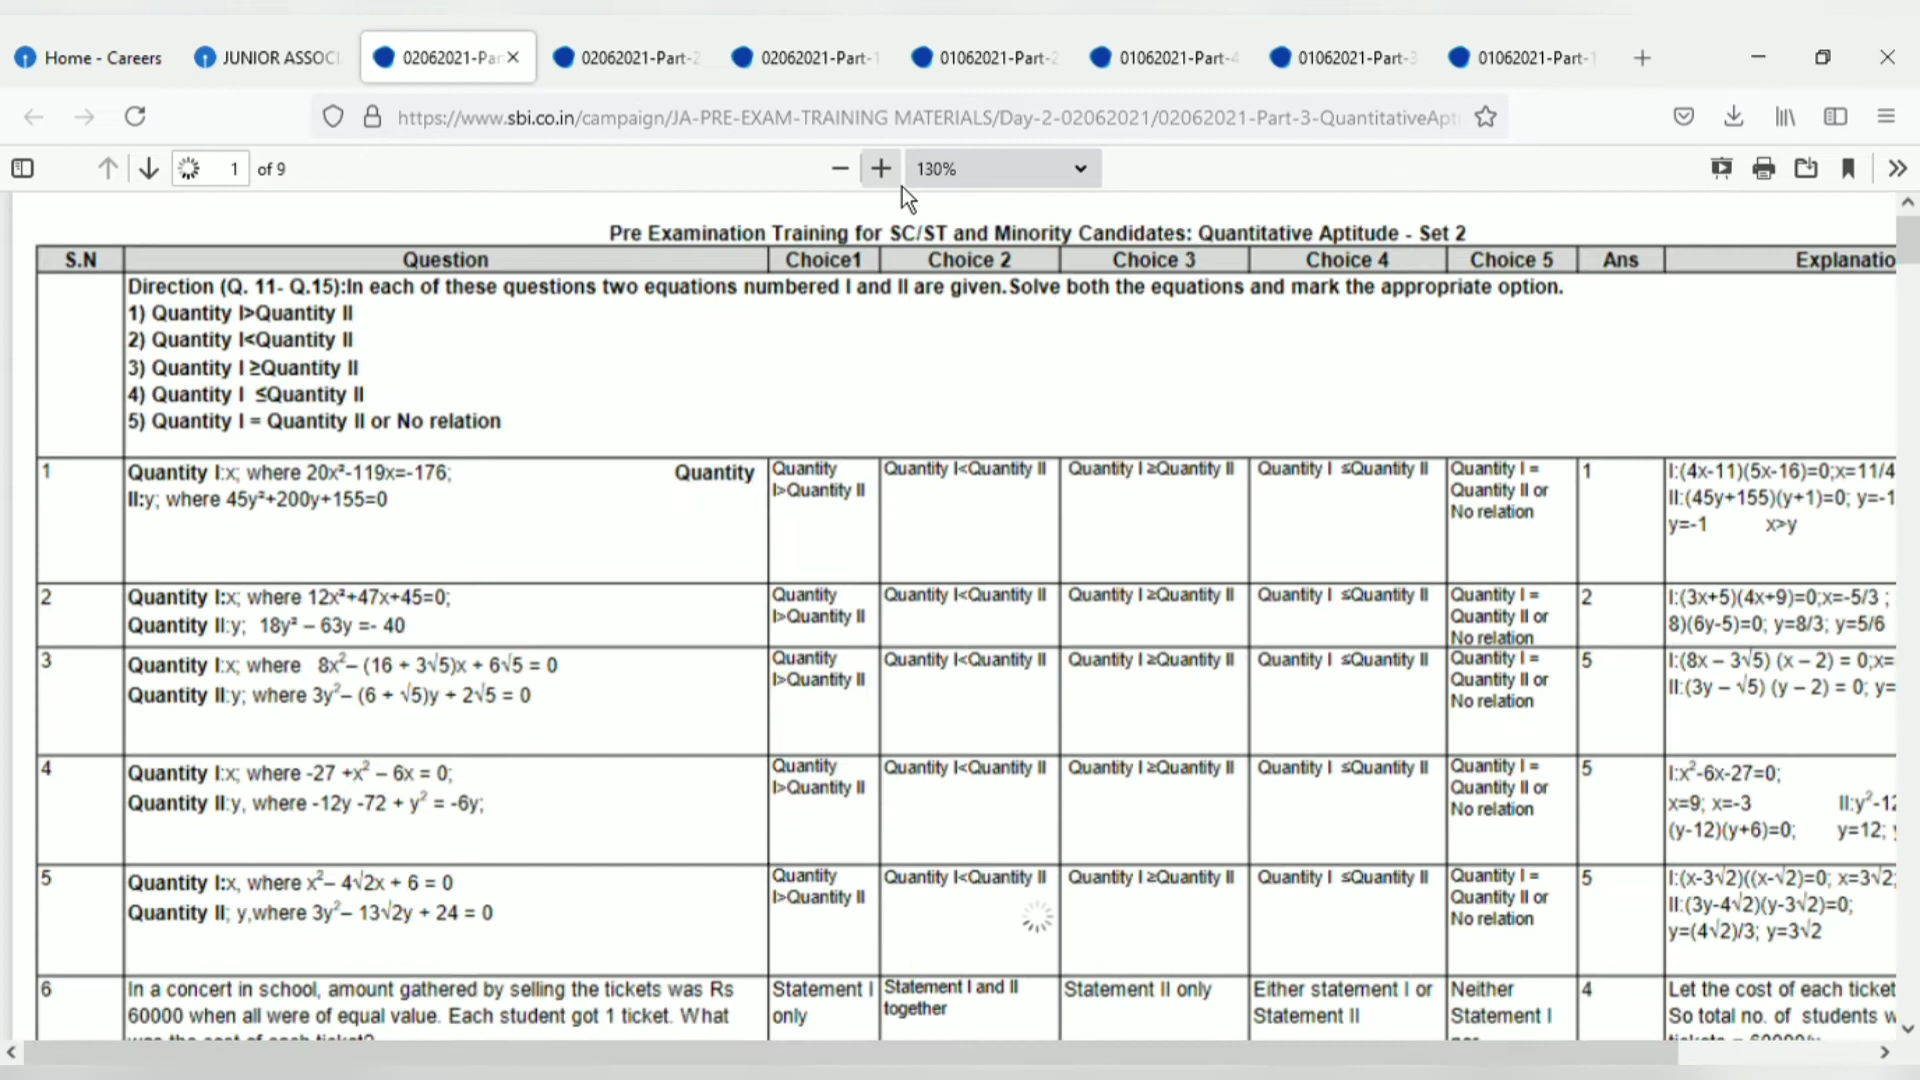 Home - Careers
JUNIOR ASSOCI
02062021-Par
02062021-Part-2
02062021-Part-1
01062021-Part-2
01062021-Part-4
01062021-Part-3
01062021-Part-1
https://www.sbi.co.in/campaign/JA-PRE-EXAM-TRAINING MATERIALS/Day-2-02062021/02062021-Part-3-QuantitativeApt
1 of 9
130%
Pre Examination Training for SC/ST and Minority Candidates: Quantitative Aptitude - Set 2
S.N Question Choice1 Choice 2 Choice 3 Choice 4 Choice 5 Ans Explanatio
Direction (Q. 11- Q.15):In each of these questions two equations numbered I and II are given.Solve both the equations and mark the appropriate option.
1) Quantity I>Quantity II
2) Quantity I<Quantity II
3) Quantity I ≥Quantity II
4) Quantity I ≤Quantity II
5) Quantity I = Quantity II or No relation
1
Quantity I:x; where 20x²-119x=-176; Quantity
II:y; where 45y²+200y+155=0
Quantity
I>Quantity II
Quantity I<Quantity II
Quantity I ≥Quantity II
Quantity I ≤Quantity II
Quantity I =
Quantity II or
No relation
1
I:(4x-11)(5x-16)=0;x=11/4
II:(45y+155)(y+1)=0; y=-1
y=-1 x>y
2
Quantity I:x; where 12x²+47x+45=0;
Quantity II:y; 18y² – 63y =- 40
Quantity
I>Quantity II
Quantity I<Quantity II
Quantity I ≥Quantity II
Quantity I ≤Quantity II
Quantity I =
Quantity II or
No relation
2
I:(3x+5)(4x+9)=0;x=-5/3 ;
8)(6y-5)=0; y=8/3; y=5/6
3
Quantity I:x; where 8x²– (16 + 3√5)x + 6√5 = 0
Quantity II:y; where 3y²– (6 + √5)y + 2√5 = 0
Quantity
I>Quantity II
Quantity I<Quantity II
Quantity I ≥Quantity II
Quantity I ≤Quantity II
Quantity I =
Quantity II or
No relation
5
I:(8x – 3√5) (x – 2) = 0;x=
II:(3y – √5) (y – 2) = 0; y=
4
Quantity I:x; where -27 +x² – 6x = 0;
Quantity II:y, where -12y -72 + y² = -6y;
Quantity
I>Quantity II
Quantity I<Quantity II
Quantity I ≥Quantity II
Quantity I ≤Quantity II
Quantity I =
Quantity II or
No relation
5
I:x²-6x-27=0;
x=9; x=-3 II:y²-12
(y-12)(y+6)=0; y=12;
5
Quantity I:x, where x²– 4√2x + 6 = 0
Quantity II; y,where 3y²– 13√2y + 24 = 0
Quantity
I>Quantity II
Quantity I<Quantity II
Quantity I ≥Quantity II
Quantity I ≤Quantity II
Quantity I =
Quantity II or
No relation
5
I:(x-3√2)((x-√2)=0; x=3√2;
II:(3y-4√2)(y-3√2)=0;
y=(4√2)/3; y=3√2
6
In a concert in school, amount gathered by selling the tickets was Rs
60000 when all were of equal value. Each student got 1 ticket. What
was the cost of each ticket?
Statement I
only
Statement I and II
together
Statement II only
Either statement I or
Statement II
Neither
Statement I
4
Let the cost of each ticket
So total no. of students w